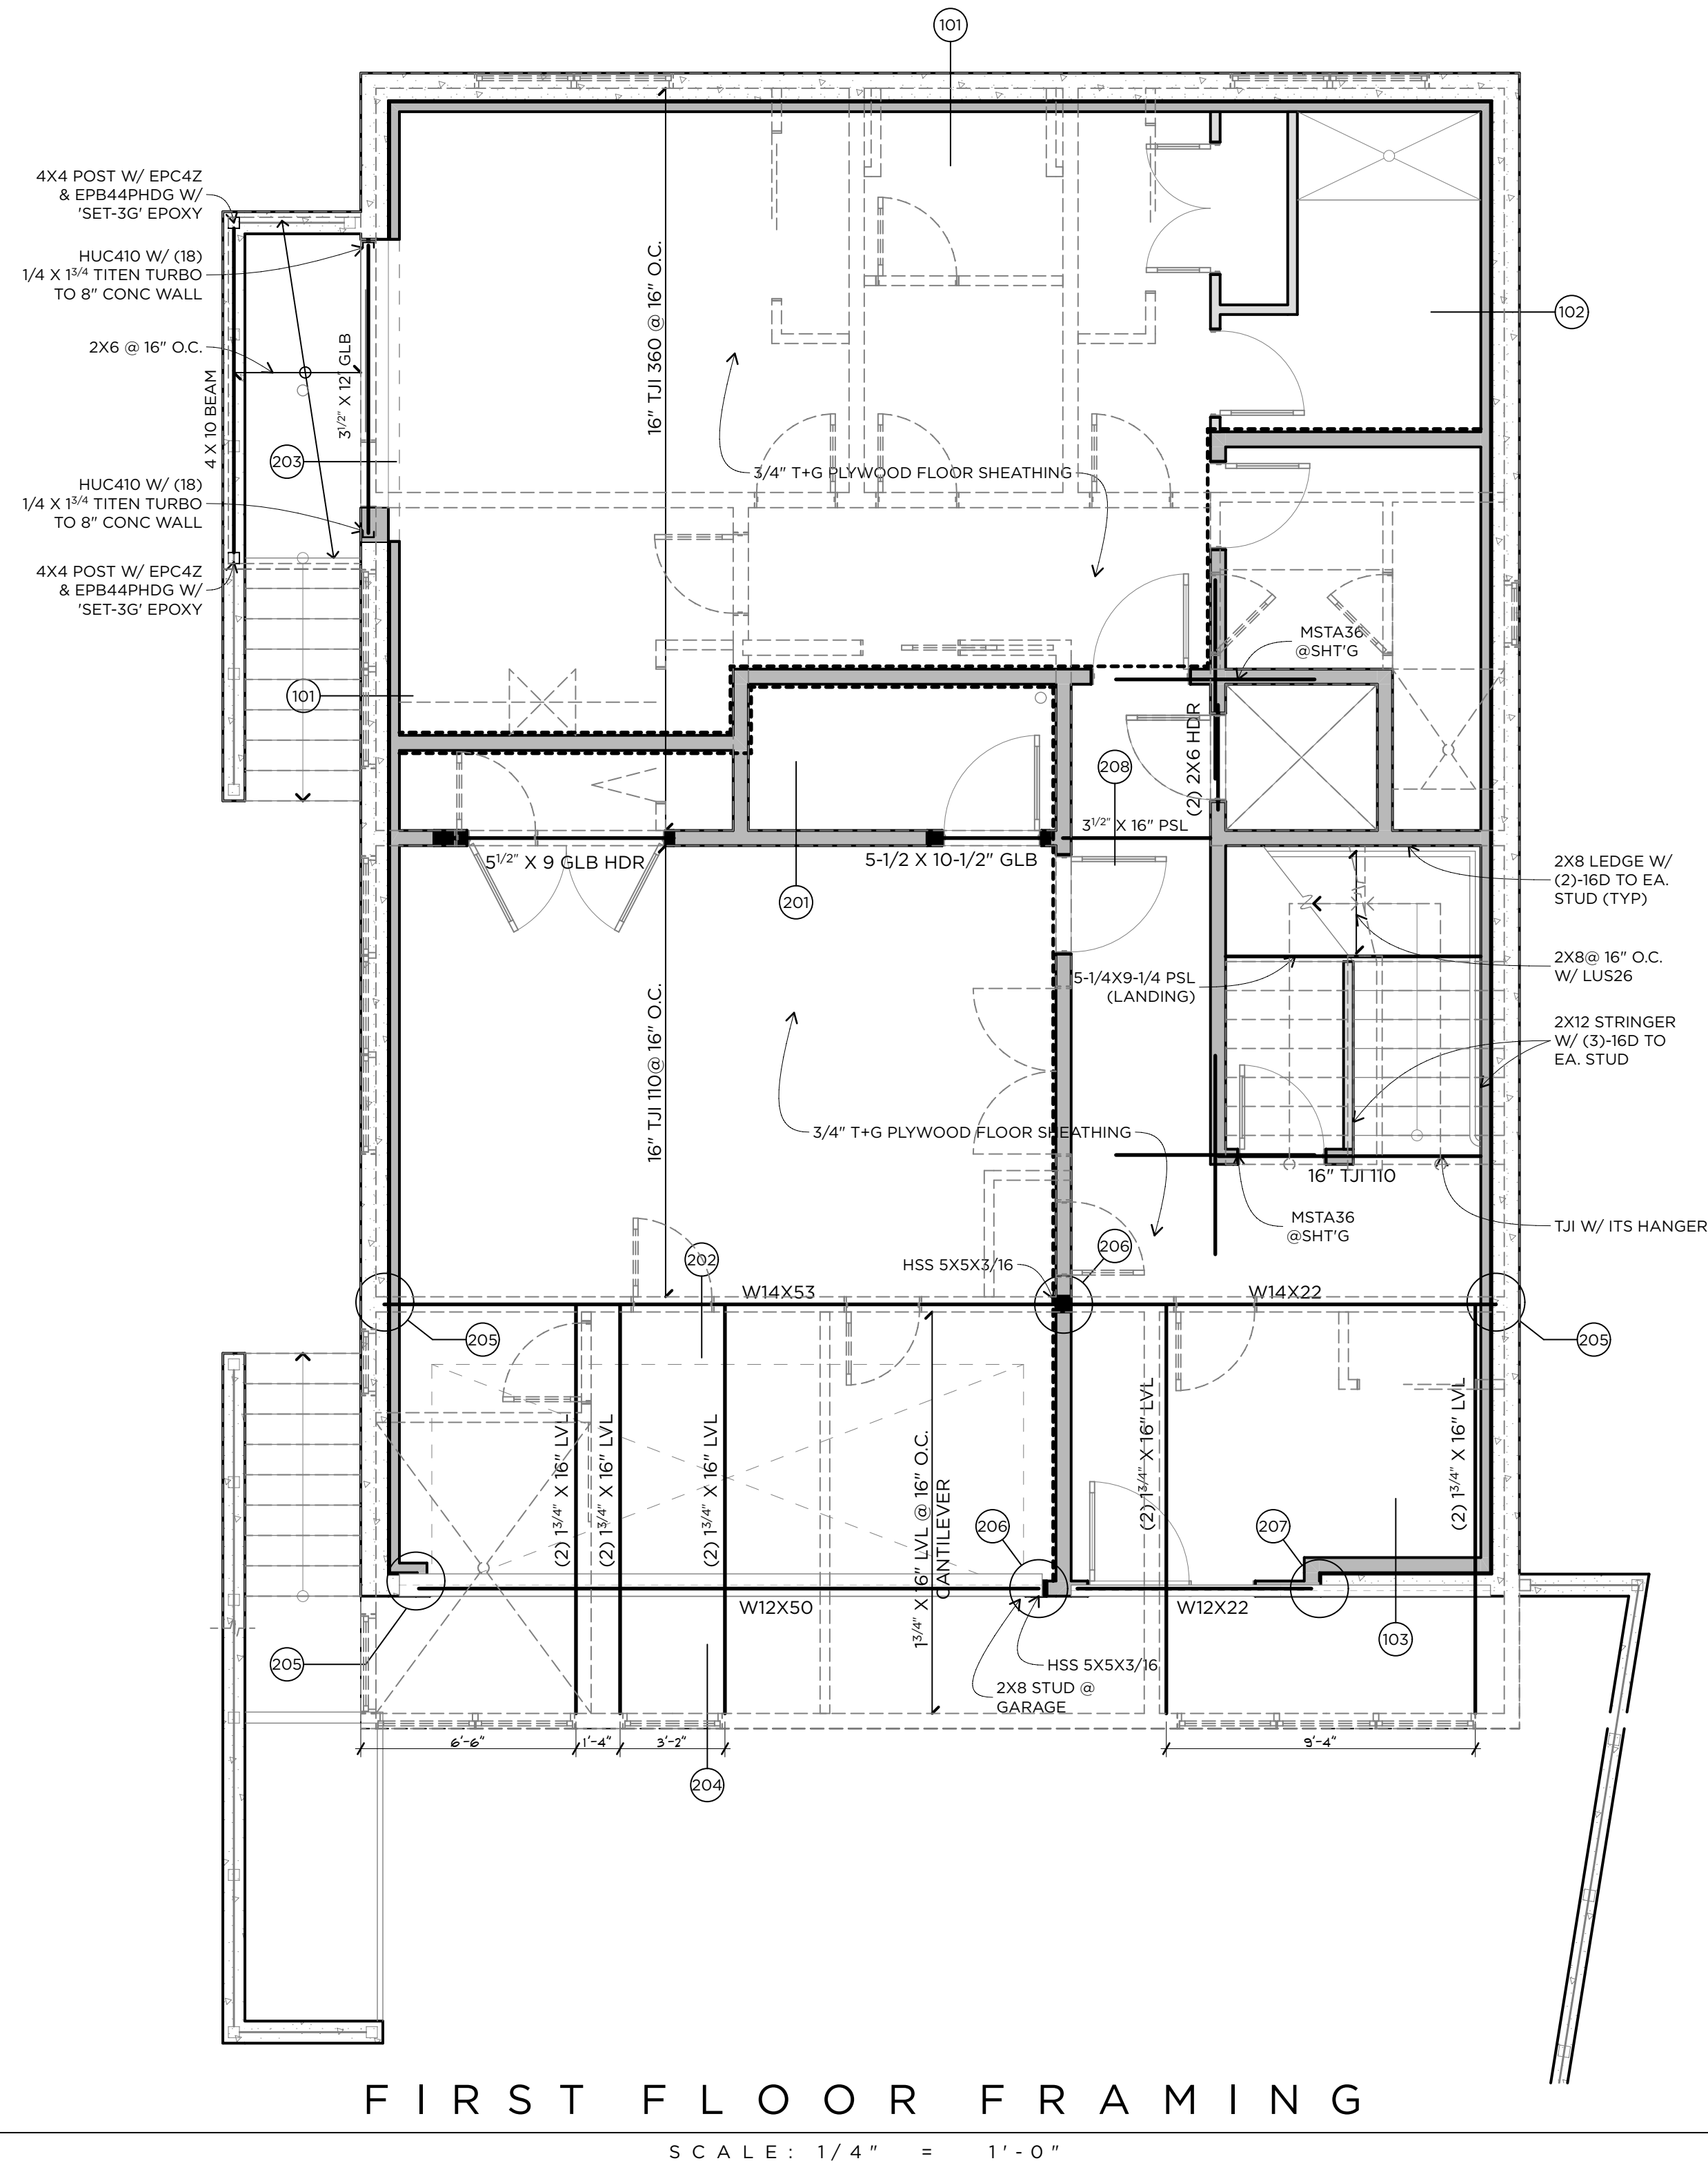 101
4X4 POST W/ EPC4Z
& EPB44PHDG W/
'SET-3G' EPOXY
HUC410 W/ (18)
1/4 X 1 3/4 TITEN TURBO
TO 8" CONC WALL
2X6 @ 16" O.C.
4 X 10 BEAM
3 1/2" X 12" GLB
16" TJI 360 @ 16" O.C.
102
203
3/4" T+G PLYWOOD FLOOR SHEATHING
HUC410 W/ (18)
1/4 X 1 3/4 TITEN TURBO
TO 8" CONC WALL
4X4 POST W/ EPC4Z
& EPB44PHDG W/
'SET-3G' EPOXY
MSTA36
@SHT'G
101
(2) 2X6 HDR
208
3 1/2" X 16" PSL
5 1/2" X 9 GLB HDR
5-1/2 X 10-1/2" GLB
201
2X8 LEDGE W/
(2)-16D TO EA.
STUD (TYP)
2X8@ 16" O.C.
W/ LUS26
5-1/4X9-1/4 PSL
(LANDING)
2X12 STRINGER
W/ (3)-16D TO
EA. STUD
16" TJI 110@ 16" O.C.
3/4" T+G PLYWOOD FLOOR SHEATHING
16" TJI 110
MSTA36
@SHT'G
TJI W/ ITS HANGER
202
HSS 5X5X3/16
206
W14X53
W14X22
205
205
(2) 1 3/4" X 16" LVL
(2) 1 3/4" X 16" LVL
(2) 1 3/4" X 16" LVL
1 3/4" X 16" LVL @ 16" O.C.
CANTILEVER
(2) 1 3/4" X 16" LVL
(2) 1 3/4" X 16" LVL
206
207
W12X50
W12X22
205
HSS 5X5X3/16
2X8 STUD @
GARAGE
103
6'-6"
1'-4"
3'-2"
9'-4"
204
FIRST FLOOR FRAMING
SCALE: 1/4" = 1'-0"